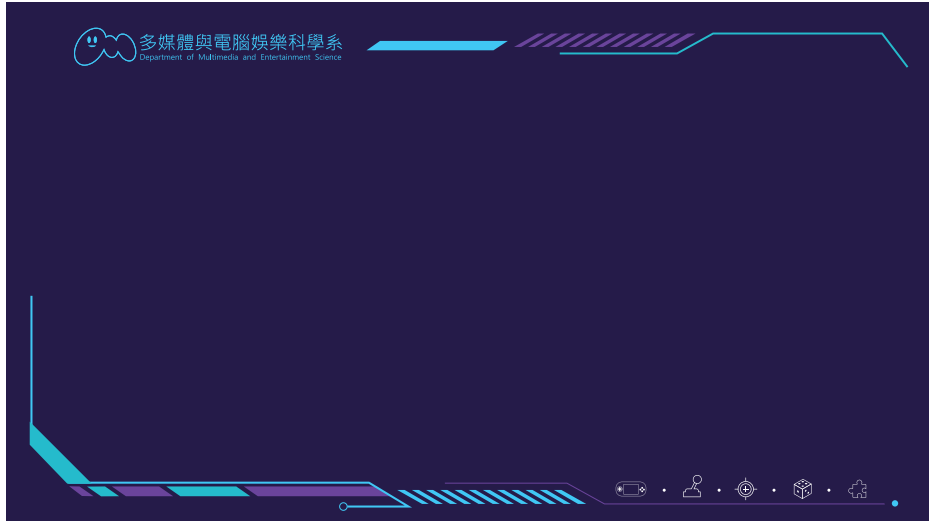 多媒體與電腦娛樂科學系
Department of Multimedia and Entertainment Science